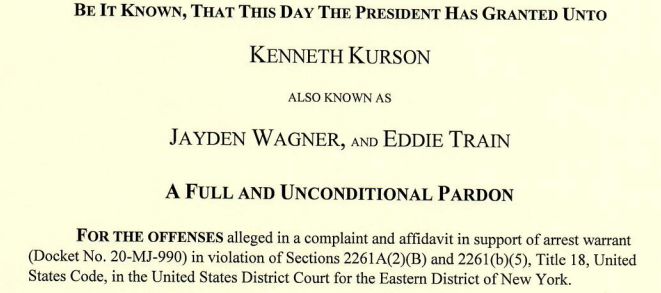 BE IT KNOWN, THAT THIS DAY THE PRESIDENT HAS GRANTED UNTO
KENNETH KURSON
ALSO KNOWN AS
JAYDEN WAGNER, AND EDDIE TRAIN
A FULL AND UNCONDITIONAL PARDON
FOR THE OFFENSES alleged in a complaint and affidavit in support of arrest warrant
(Docket No. 20-MJ-990) in violation of Sections 2261A(2)(B) and 2261(b)(5), Title 18, United
States Code, in the United States District Court for the Eastern District of New York.